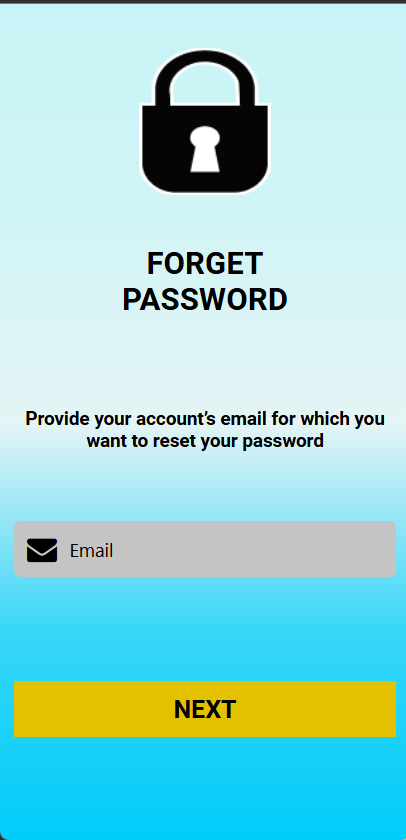 FORGET
PASSWORD
Provide your account’s email for which you
want to reset your password
Email
NEXT